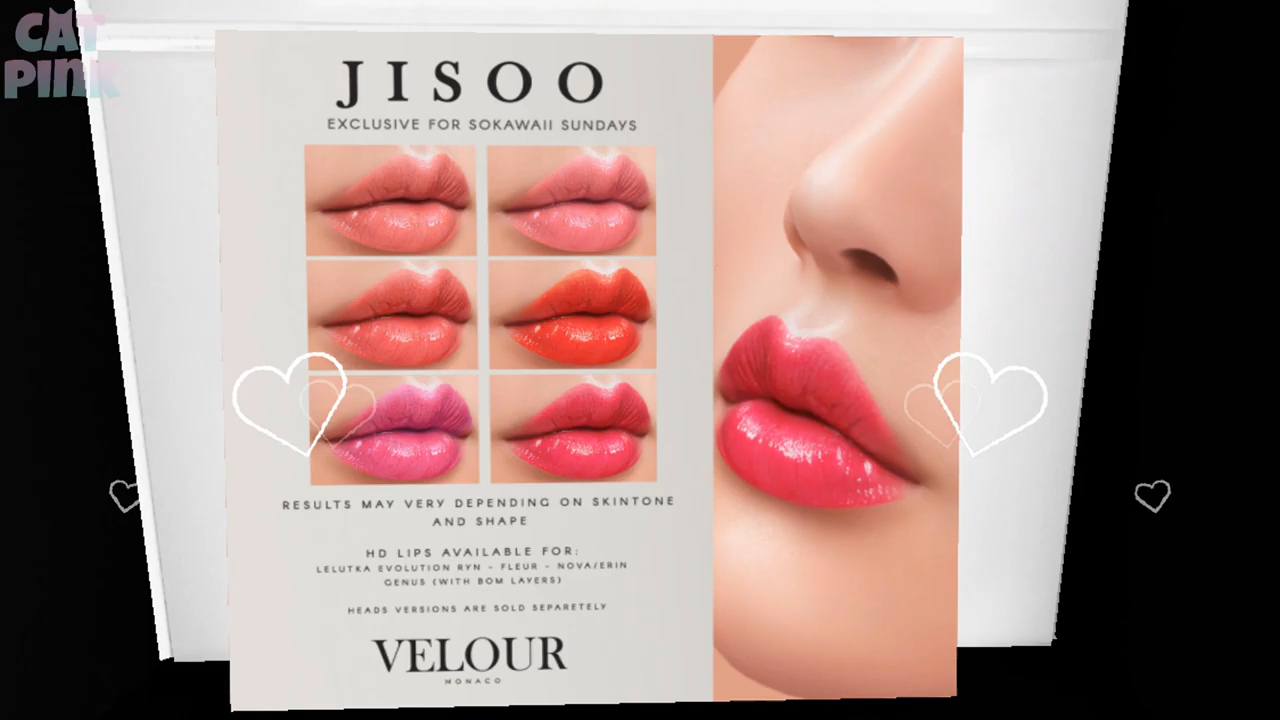 CAT
PINK
JISOO
EXCLUSIVE FOR SOKAWAII SUNDAYS
RESULTS MAY VERY DEPENDING ON SKINTONE
AND SHAPE
HD LIPS AVAILABLE FOR:
LELUTKA EVOLUTION RYN - FLEUR - NOVA/ERIN
GENUS (WITH BOM LAYERS)
HEADS VERSIONS ARE SOLD SEPARETELY
VELOUR
MONACO